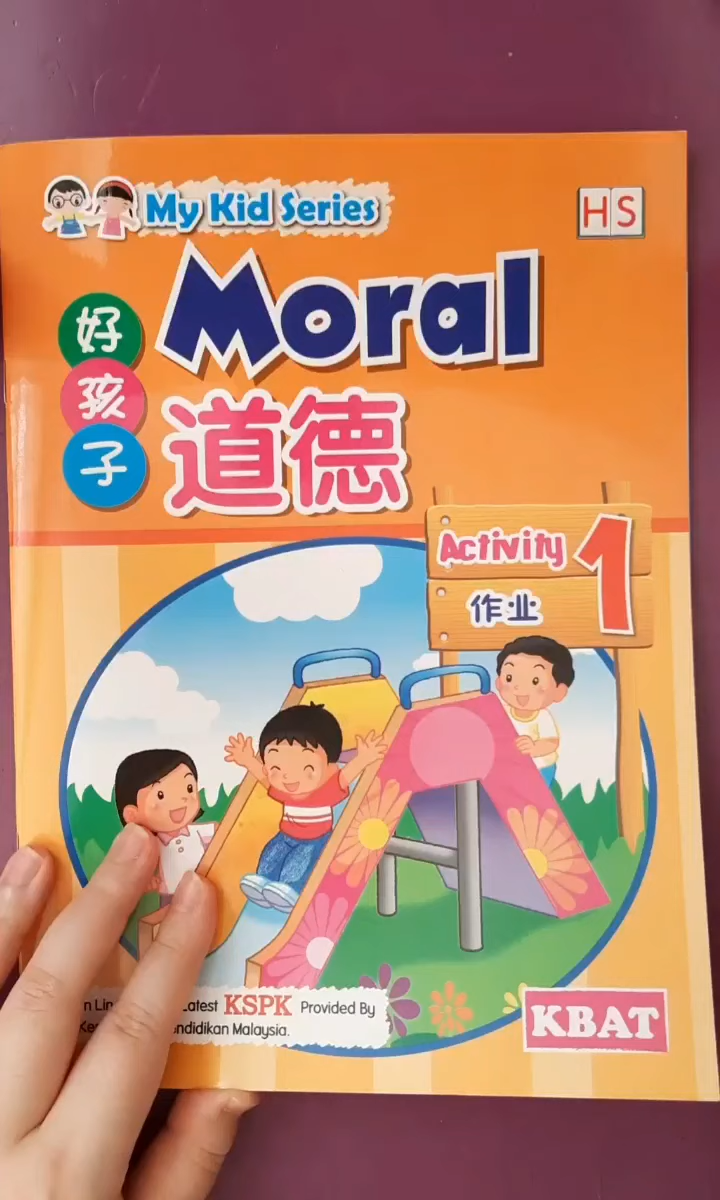 My Kid Series
HS
Moral
好孩子
道德
Activity 1
作业
Latest KSPK Provided By
Malaysia.
KBAT